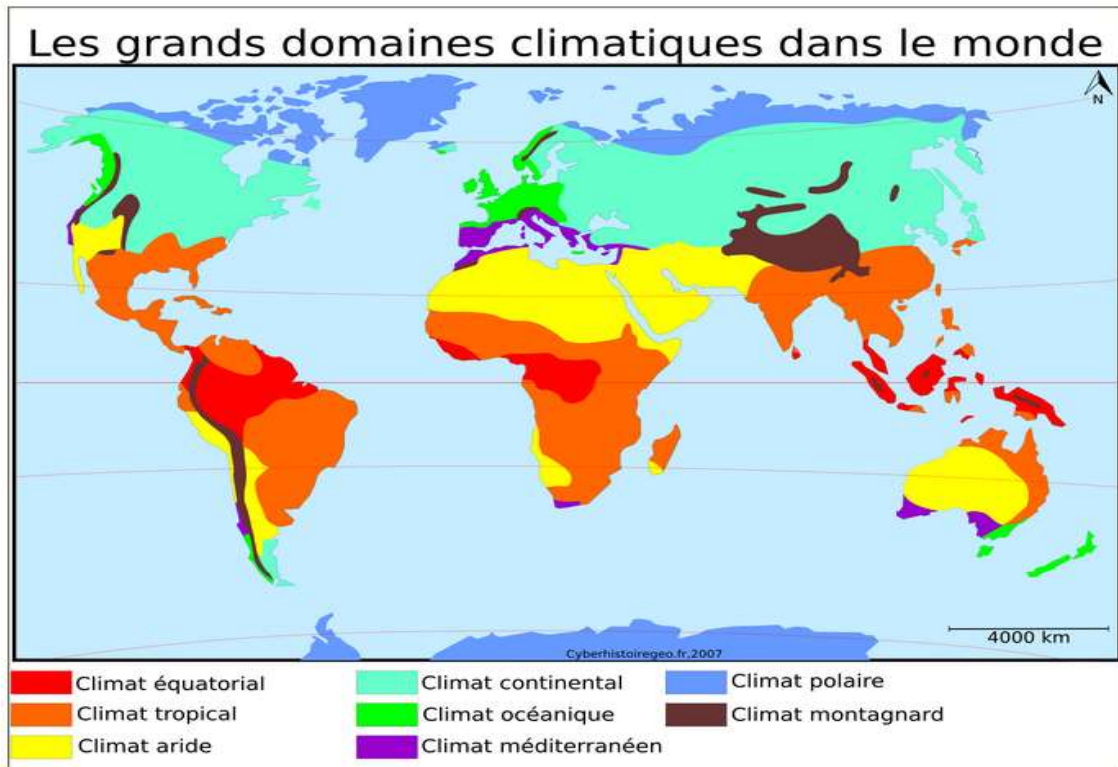 Les grands domaines climatiques dans le monde
N
4000 km
Cyberhistoiregeo.fr,2007
Climat équatorial
Climat continental
Climat polaire
Climat tropical
Climat océanique
Climat montagnard
Climat aride
Climat méditerranéen